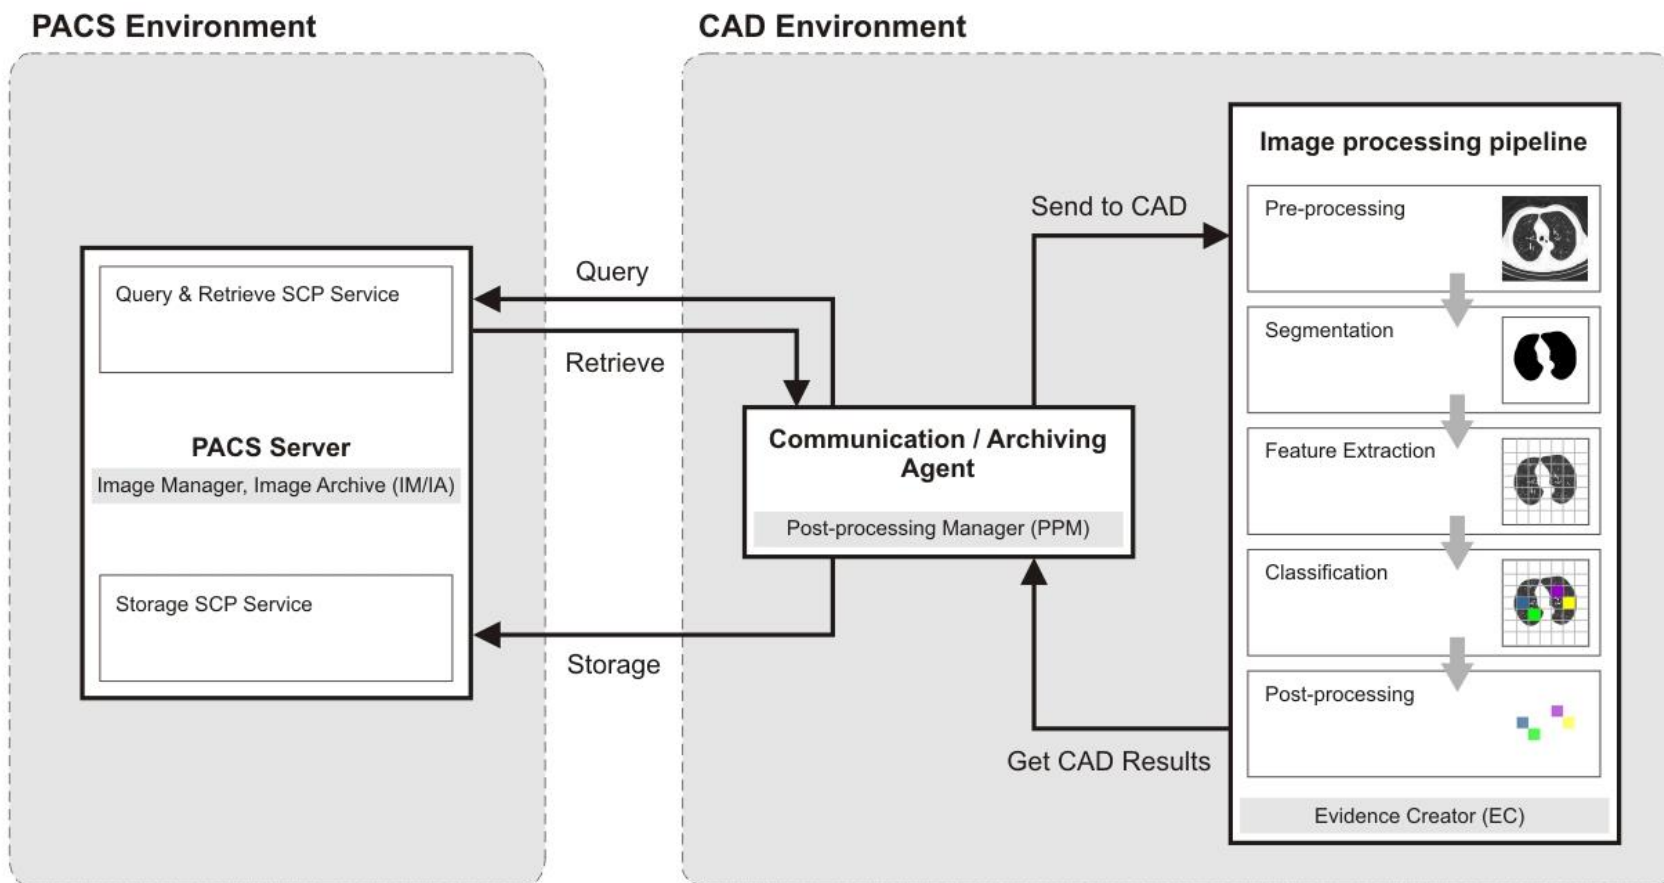 PACS Environment
CAD Environment
Image processing pipeline
Pre-processing
Send to CAD
Query & Retrieve SCP Service
Query
Retrieve
Segmentation
PACS Server
Image Manager, Image Archive (IM/IA)
Communication / Archiving
Agent
Post-processing Manager (PPM)
Feature Extraction
Classification
Storage SCP Service
Storage
Post-processing
Get CAD Results
Evidence Creator (EC)